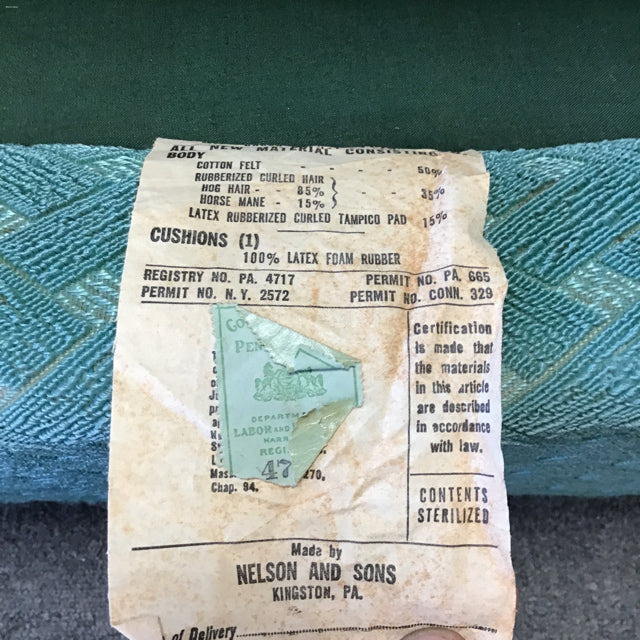 ALL NEW MATERIAL CONSISTING
BODY
COTTON FELT - - - - 50%
RUBBERIZED CURLED HAIR
HOG HAIR - - 85% } - - - 35%
HORSE MANE - 15%
LATEX RUBBERIZED CURLED TAMPICO PAD 15%
CUSHIONS (1)
100% LATEX FOAM RUBBER
REGISTRY NO. PA. 4717 PERMIT NO. PA. 665
PERMIT NO. N.Y. 2572 PERMIT NO. CONN. 329
DEPARTM
LABOR AND
HARR
REGI
47
270,
Chap. 94,
Certification
is made that
the materials
in this article
are described
in accordance
with law.
CONTENTS
STERILIZED
Made by
NELSON AND SONS
KINGSTON, PA.
of Delivery